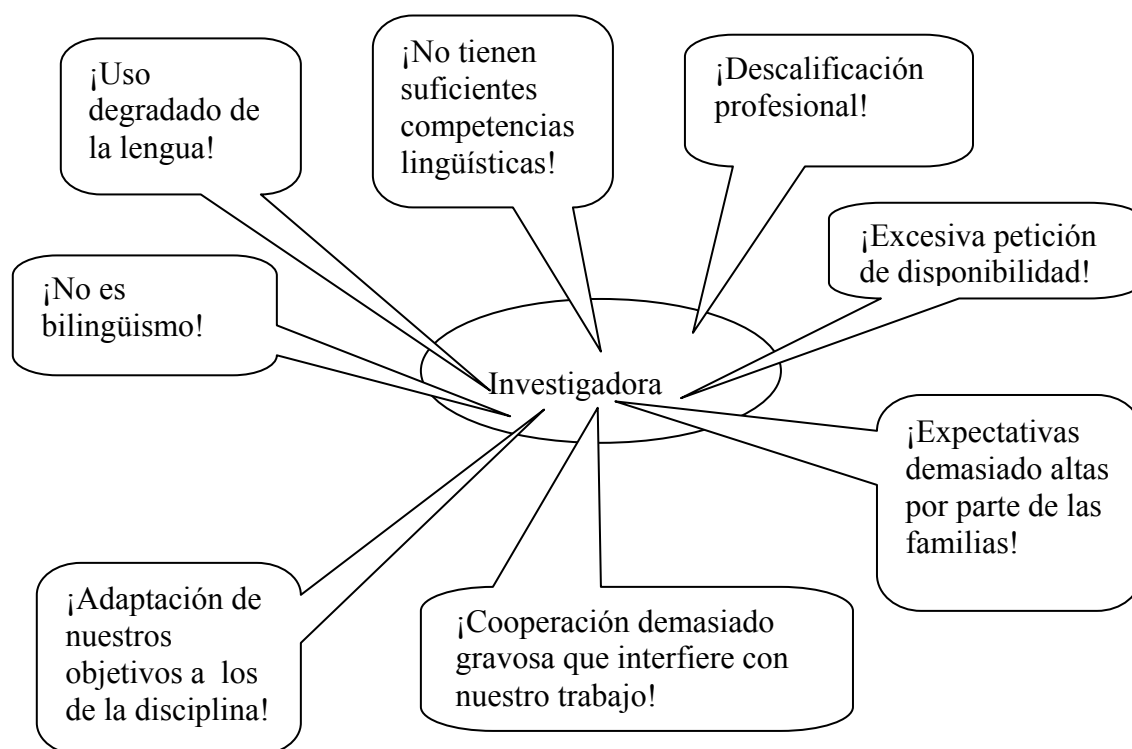 ¡Uso
degradado de
la lengua!
¡No tienen
suficientes
competencias
lingüísticas!
¡Descalificación
profesional!
¡Excesiva petición
de disponibilidad!
¡No es
bilingüismo!
Investigadora
¡Expectativas
demasiado altas
por parte de las
familias!
¡Adaptación de
nuestros
objetivos a los
de la disciplina!
¡Cooperación demasiado
gravosa que interfiere con
nuestro trabajo!